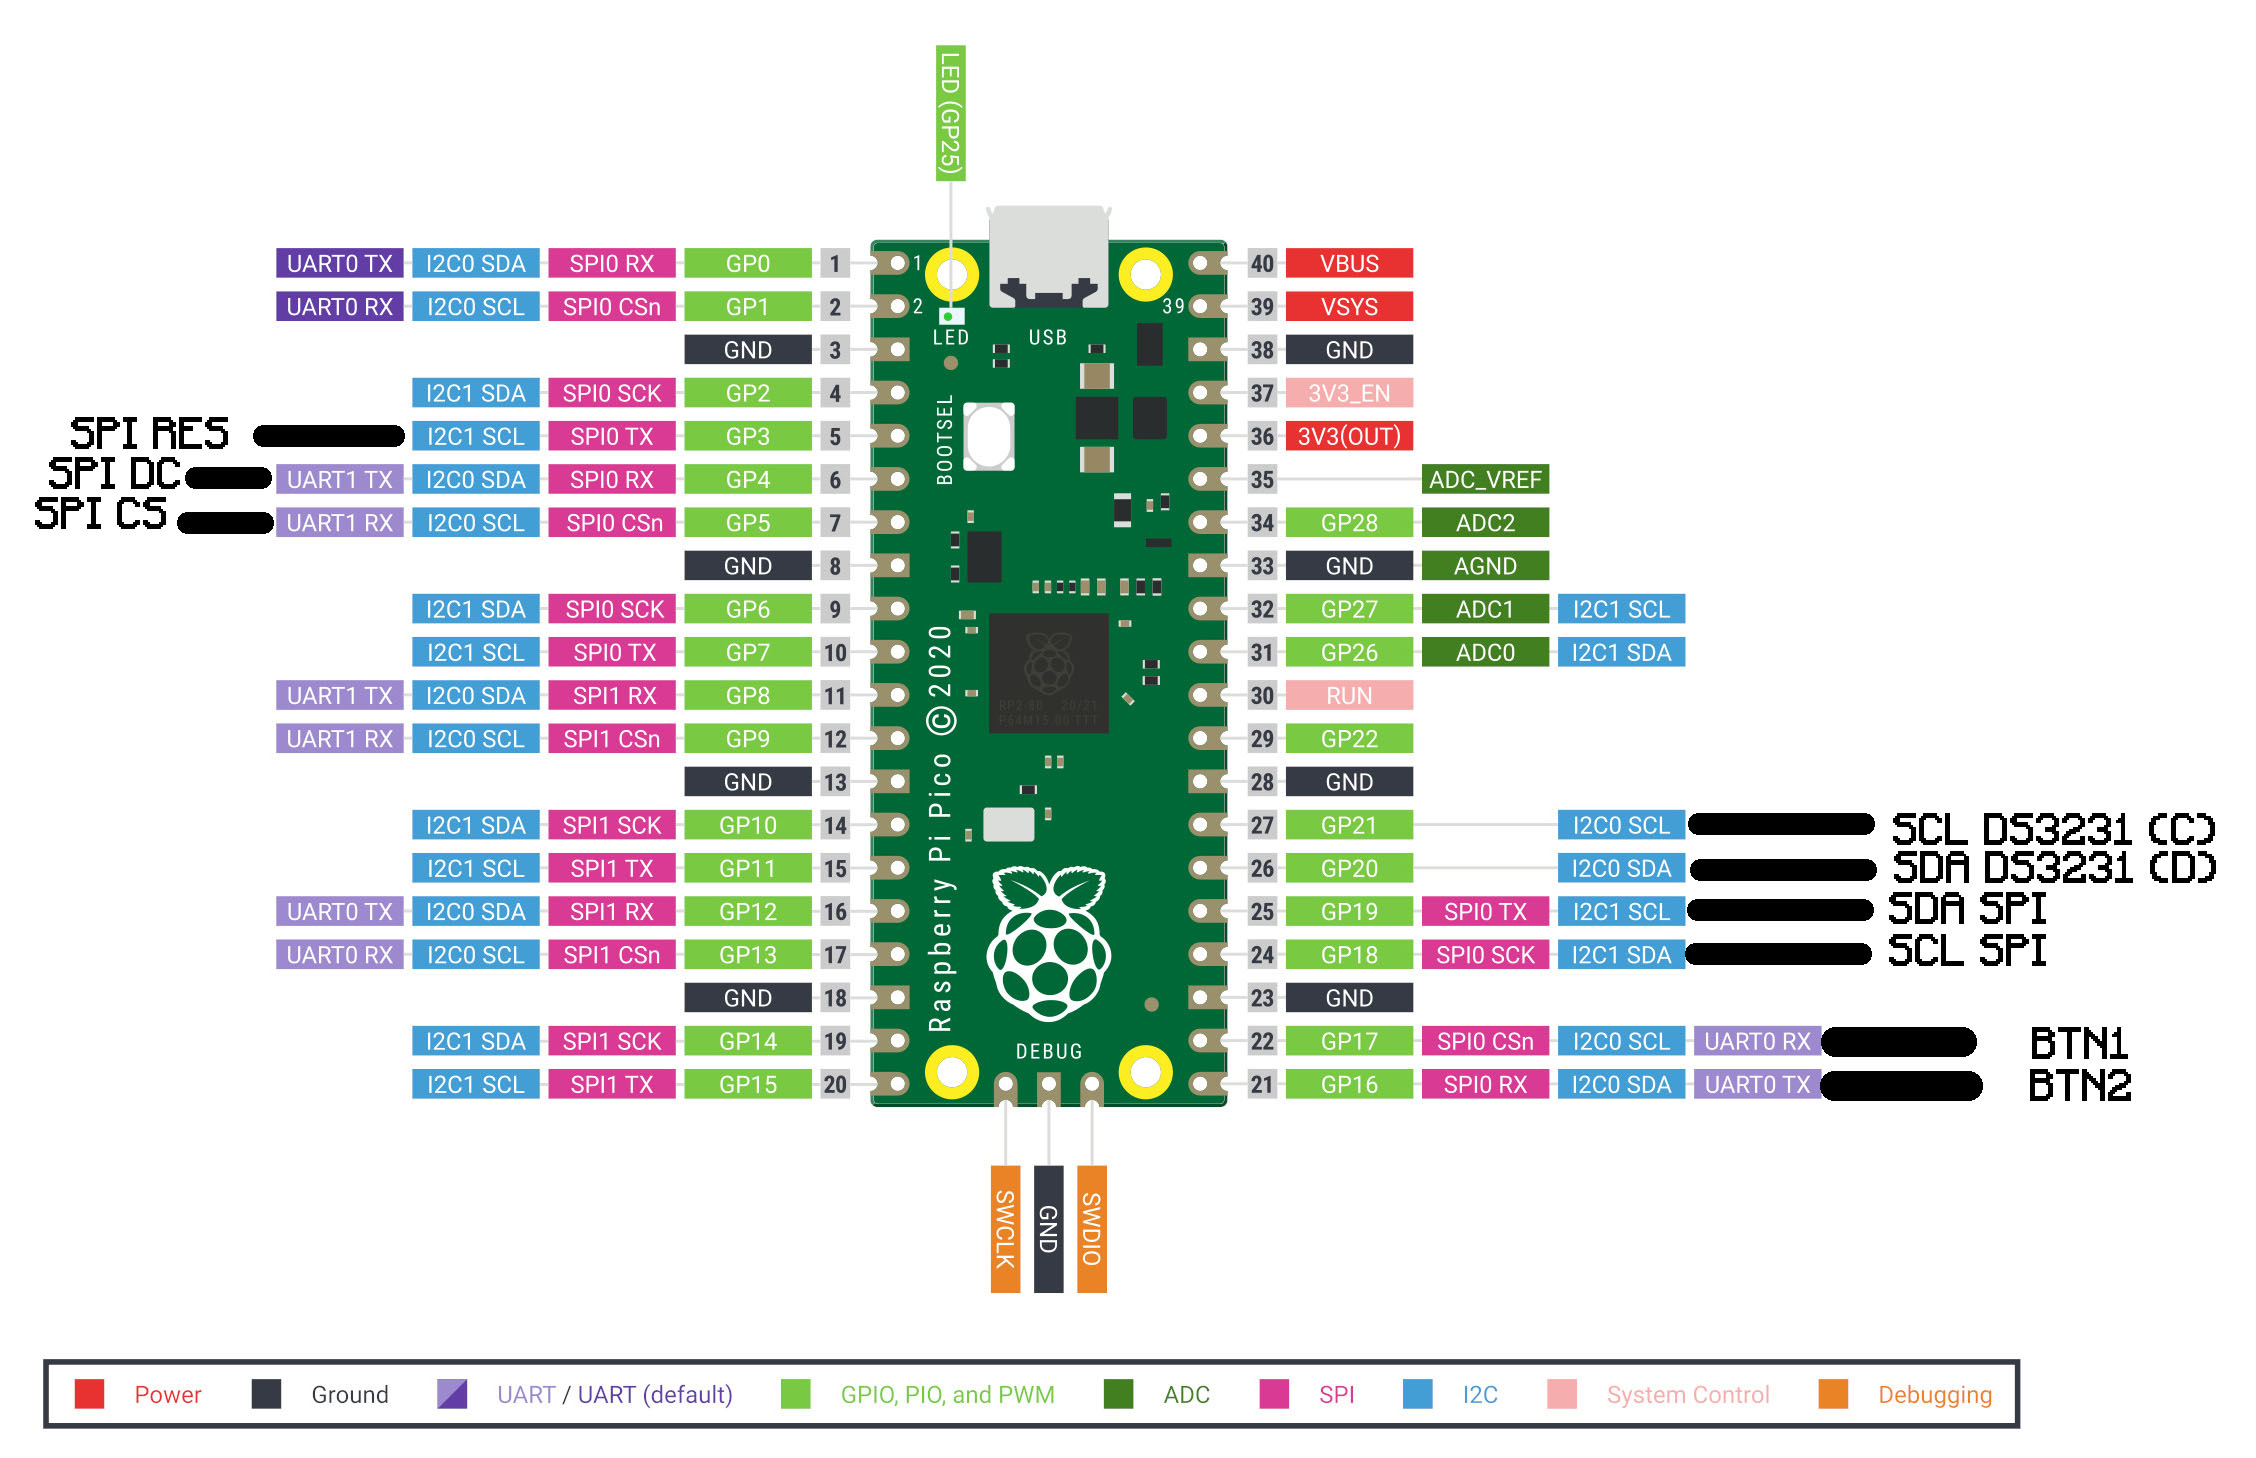 LED (GP25)
UART0 TX I2C0 SDA SPI0 RX GP0 1 1 40 VBUS
UART0 RX I2C0 SCL SPI0 CSn GP1 2 2 39 39 VSYS
LED USB
GND 3 38 GND
I2C1 SDA SPI0 SCK GP2 4 37 3V3_EN
SPI RES I2C1 SCL SPI0 TX GP3 5 BOOTSEL 36 3V3(OUT)
SPI DC UART1 TX I2C0 SDA SPI0 RX GP4 6 35 ADC_VREF
SPI CS UART1 RX I2C0 SCL SPI0 CSn GP5 7 34 GP28 ADC2
GND 8 33 GND AGND
I2C1 SDA SPI0 SCK GP6 9 32 GP27 ADC1 I2C1 SCL
I2C1 SCL SPI0 TX GP7 10 31 GP26 ADC0 I2C1 SDA
UART1 TX I2C0 SDA SPI1 RX GP8 11 30 RUN
RP2-B0 20/21
P64M15.00 TTT
UART1 RX I2C0 SCL SPI1 CSn GP9 12 29 GP22
GND 13 28 GND
I2C1 SDA SPI1 SCK GP10 14 27 GP21 I2C0 SCL SCL DS3231 (C)
I2C1 SCL SPI1 TX GP11 15 26 GP20 I2C0 SDA SDA DS3231 (D)
Raspberry Pi Pico ©2020
UART0 TX I2C0 SDA SPI1 RX GP12 16 25 GP19 SPI0 TX I2C1 SCL SDA SPI
UART0 RX I2C0 SCL SPI1 CSn GP13 17 24 GP18 SPI0 SCK I2C1 SDA SCL SPI
GND 18 23 GND
I2C1 SDA SPI1 SCK GP14 19 22 GP17 SPI0 CSn I2C0 SCL UART0 RX BTN1
DEBUG
I2C1 SCL SPI1 TX GP15 20 21 GP16 SPI0 RX I2C0 SDA UART0 TX BTN2
SWCLK GND SWDIO
Power Ground UART / UART (default) GPIO, PIO, and PWM ADC SPI I2C System Control Debugging